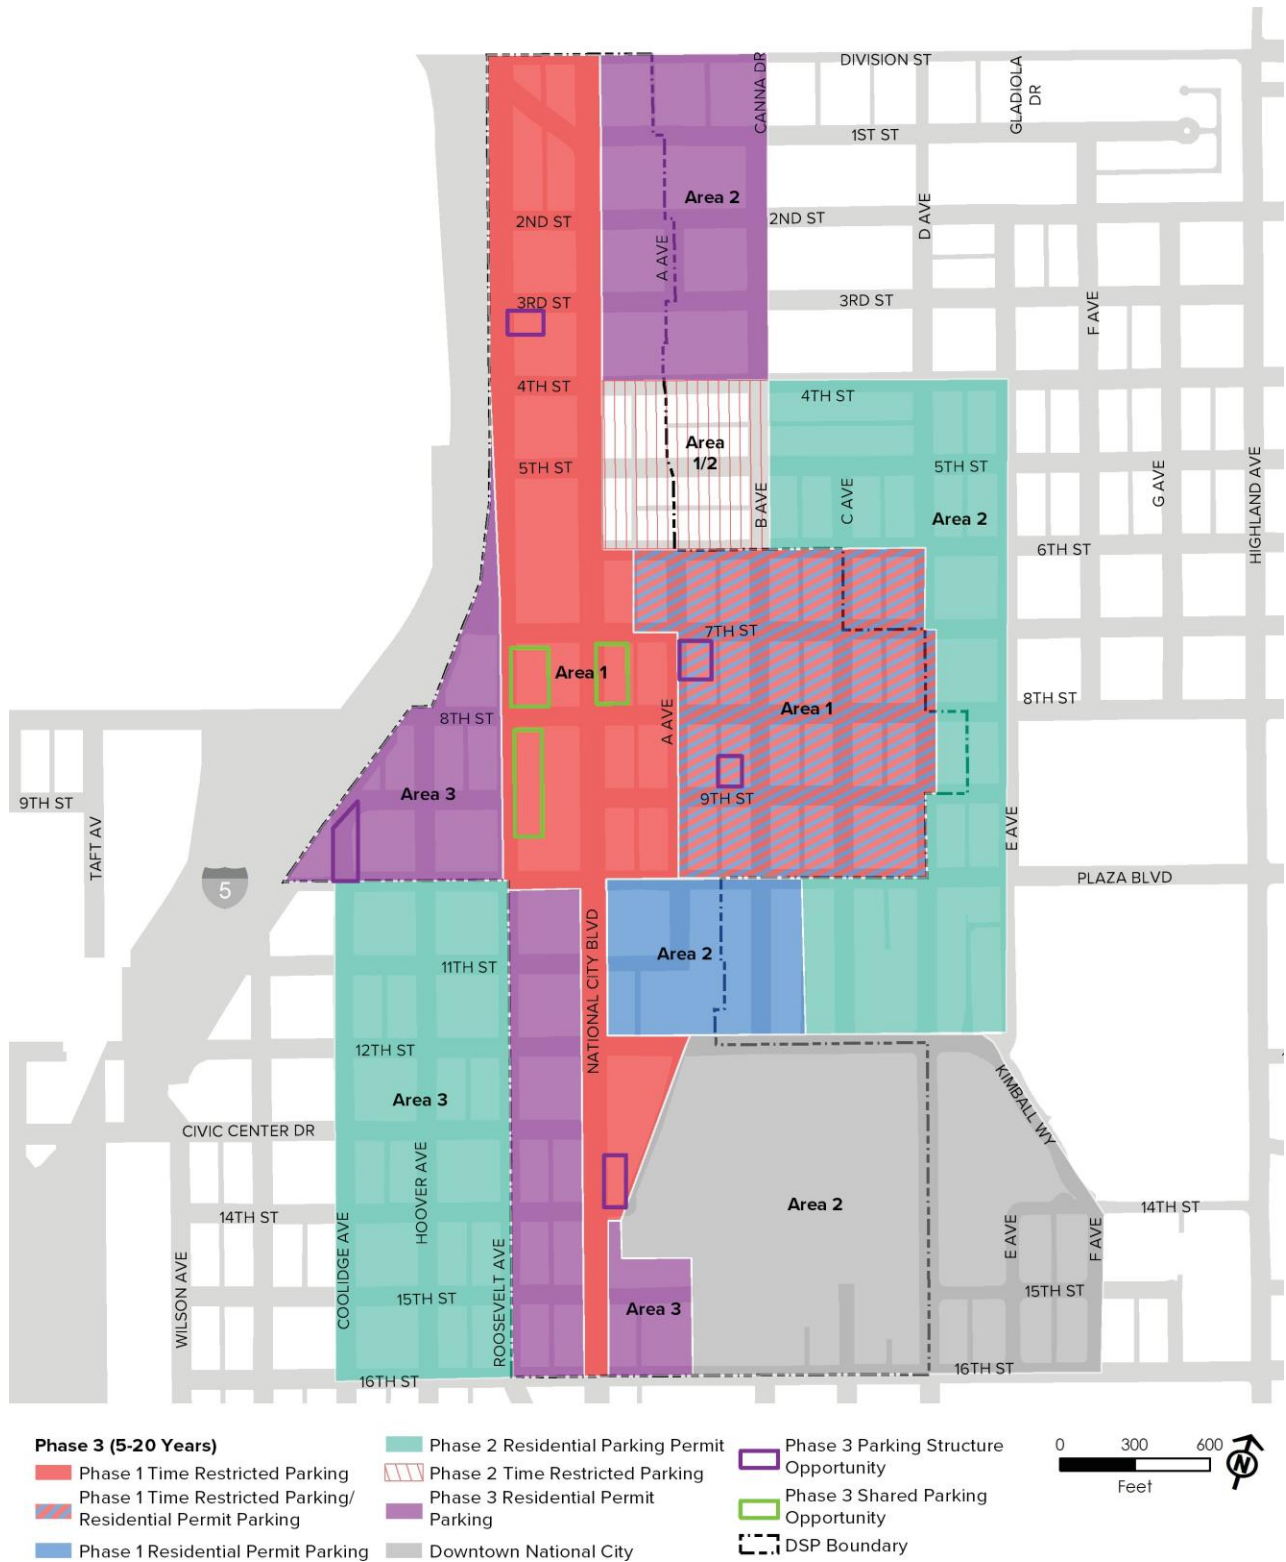 DIVISION ST
CANNA DR
GLADIOLA
DR
1ST ST
Area 2
2ND ST
2ND ST
D AVE
A AVE
3RD ST
3RD ST
F AVE
4TH ST
4TH ST
Area
1/2
5TH ST
5TH ST
B AVE
C AVE
Area 2
G AVE
HIGHLAND AVE
6TH ST
7TH ST
Area 1
A AVE
Area 1
8TH ST
8TH ST
Area 3
9TH ST
9TH ST
TAFT AV
E AVE
5
PLAZA BLVD
NATIONAL CITY BLVD
Area 2
11TH ST
12TH ST
Area 3
KIMBALL WY
CIVIC CENTER DR
HOOVER AVE
14TH ST
Area 2
14TH ST
WILSON AVE
COOLIDGE AVE
ROOSEVELT AVE
E AVE
F AVE
15TH ST
Area 3
15TH ST
16TH ST
16TH ST
Phase 3 (5-20 Years)
Phase 1 Time Restricted Parking
Phase 1 Time Restricted Parking/
Residential Permit Parking
Phase 1 Residential Permit Parking
Phase 2 Residential Parking Permit
Phase 2 Time Restricted Parking
Phase 3 Residential Permit
Parking
Downtown National City
Phase 3 Parking Structure
Opportunity
Phase 3 Shared Parking
Opportunity
DSP Boundary
0 300 600
Feet
N